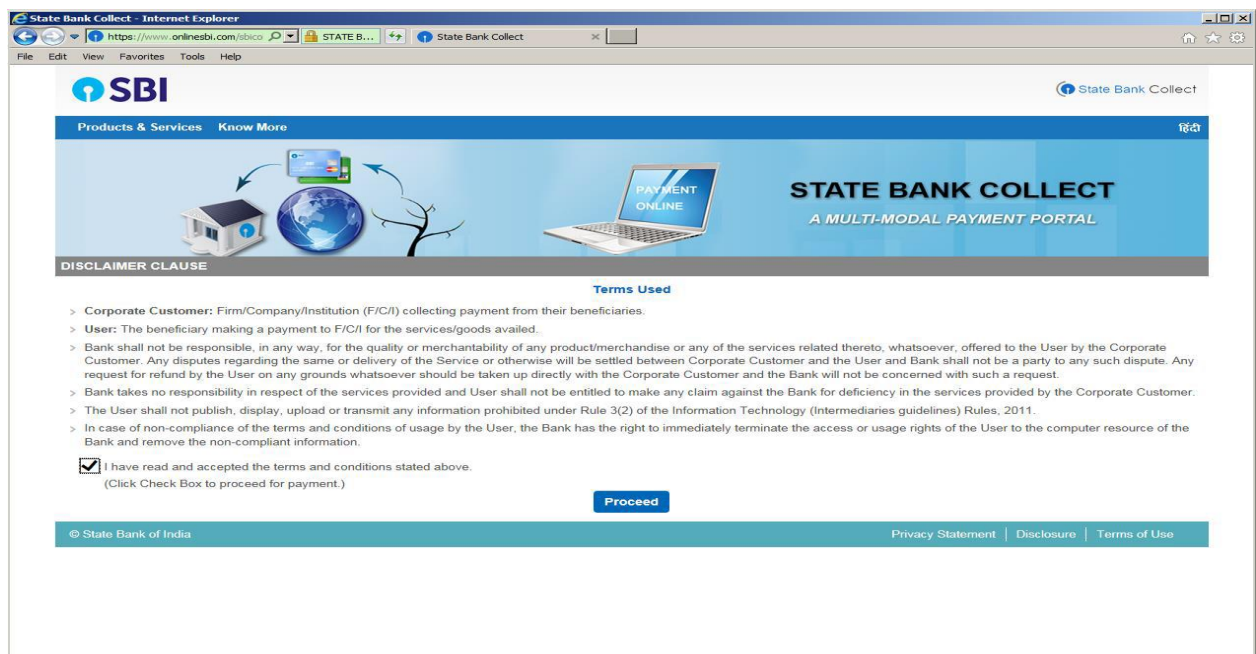 State Bank Collect - Internet Explorer
https://www.onlinesbi.com/sbico
STATE B...
State Bank Collect
File Edit View Favorites Tools Help
SBI
State Bank Collect
Products & Services Know More
हिंदी
PAYMENT
ONLINE
STATE BANK COLLECT
A MULTI-MODAL PAYMENT PORTAL
DISCLAIMER CLAUSE
Terms Used
> Corporate Customer: Firm/Company/Institution (F/C/I) collecting payment from their beneficiaries.
> User: The beneficiary making a payment to F/C/I for the services/goods availed.
> Bank shall not be responsible, in any way, for the quality or merchantability of any product/merchandise or any of the services related thereto, whatsoever, offered to the User by the Corporate
Customer. Any disputes regarding the same or delivery of the Service or otherwise will be settled between Corporate Customer and the User and Bank shall not be a party to any such dispute. Any
request for refund by the User on any grounds whatsoever should be taken up directly with the Corporate Customer and the Bank will not be concerned with such a request.
> Bank takes no responsibility in respect of the services provided and User shall not be entitled to make any claim against the Bank for deficiency in the services provided by the Corporate Customer.
> The User shall not publish, display, upload or transmit any information prohibited under Rule 3(2) of the Information Technology (Intermediaries guidelines) Rules, 2011.
> In case of non-compliance of the terms and conditions of usage by the User, the Bank has the right to immediately terminate the access or usage rights of the User to the computer resource of the
Bank and remove the non-compliant information.
I have read and accepted the terms and conditions stated above.
(Click Check Box to proceed for payment.)
Proceed
© State Bank of India
Privacy Statement | Disclosure | Terms of Use